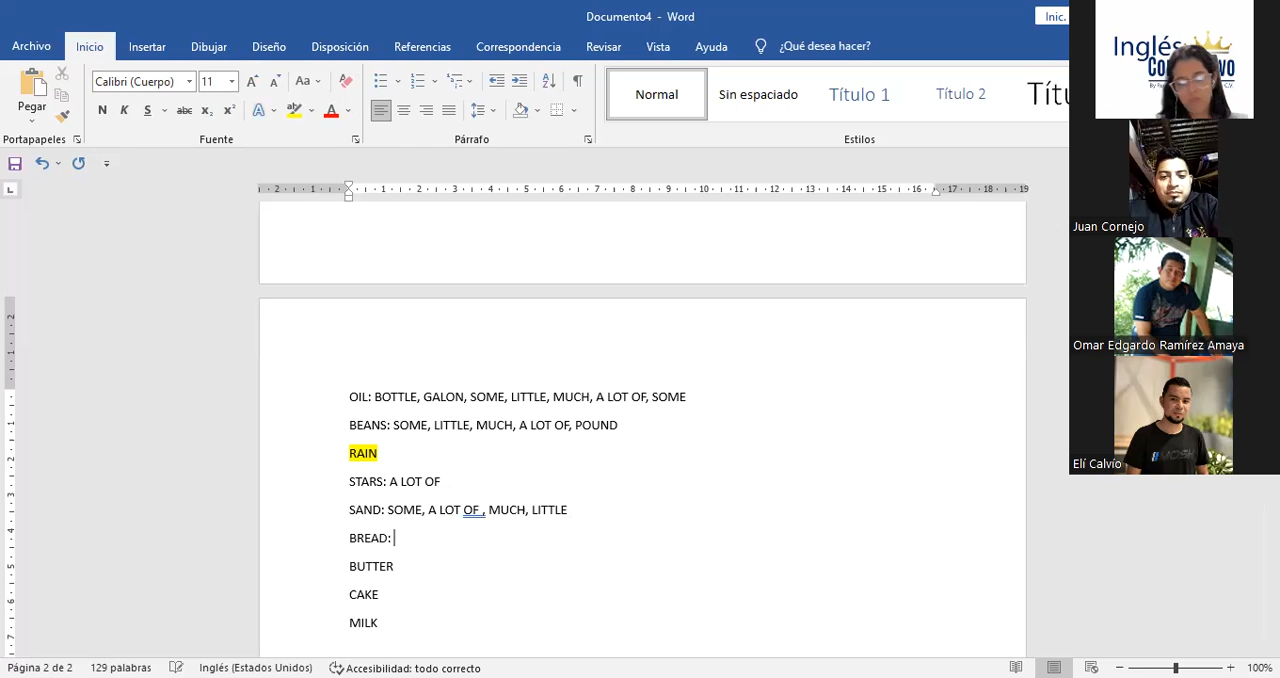 Documento4 - Word
Inic.
Archivo
Inicio
Insertar
Dibujar
Diseño
Disposición
Referencias
Correspondencia
Revisar
Vista
Ayuda
¿Qué desea hacer?
Pegar
Calibri (Cuerpo)
11
Normal
Sin espaciado
Título 1
Título 2
Portapapeles
Fuente
Párrafo
Estilos
OIL: BOTTLE, GALON, SOME, LITTLE, MUCH, A LOT OF, SOME
BEANS: SOME, LITTLE, MUCH, A LOT OF, POUND
RAIN
STARS: A LOT OF
SAND: SOME, A LOT OF , MUCH, LITTLE
BREAD:
BUTTER
CAKE
MILK
Inglés
Juan Cornejo
Omar Edgardo Ramírez Amaya
Elí Calvío
Página 2 de 2
129 palabras
Inglés (Estados Unidos)
Accesibilidad: todo correcto
100%